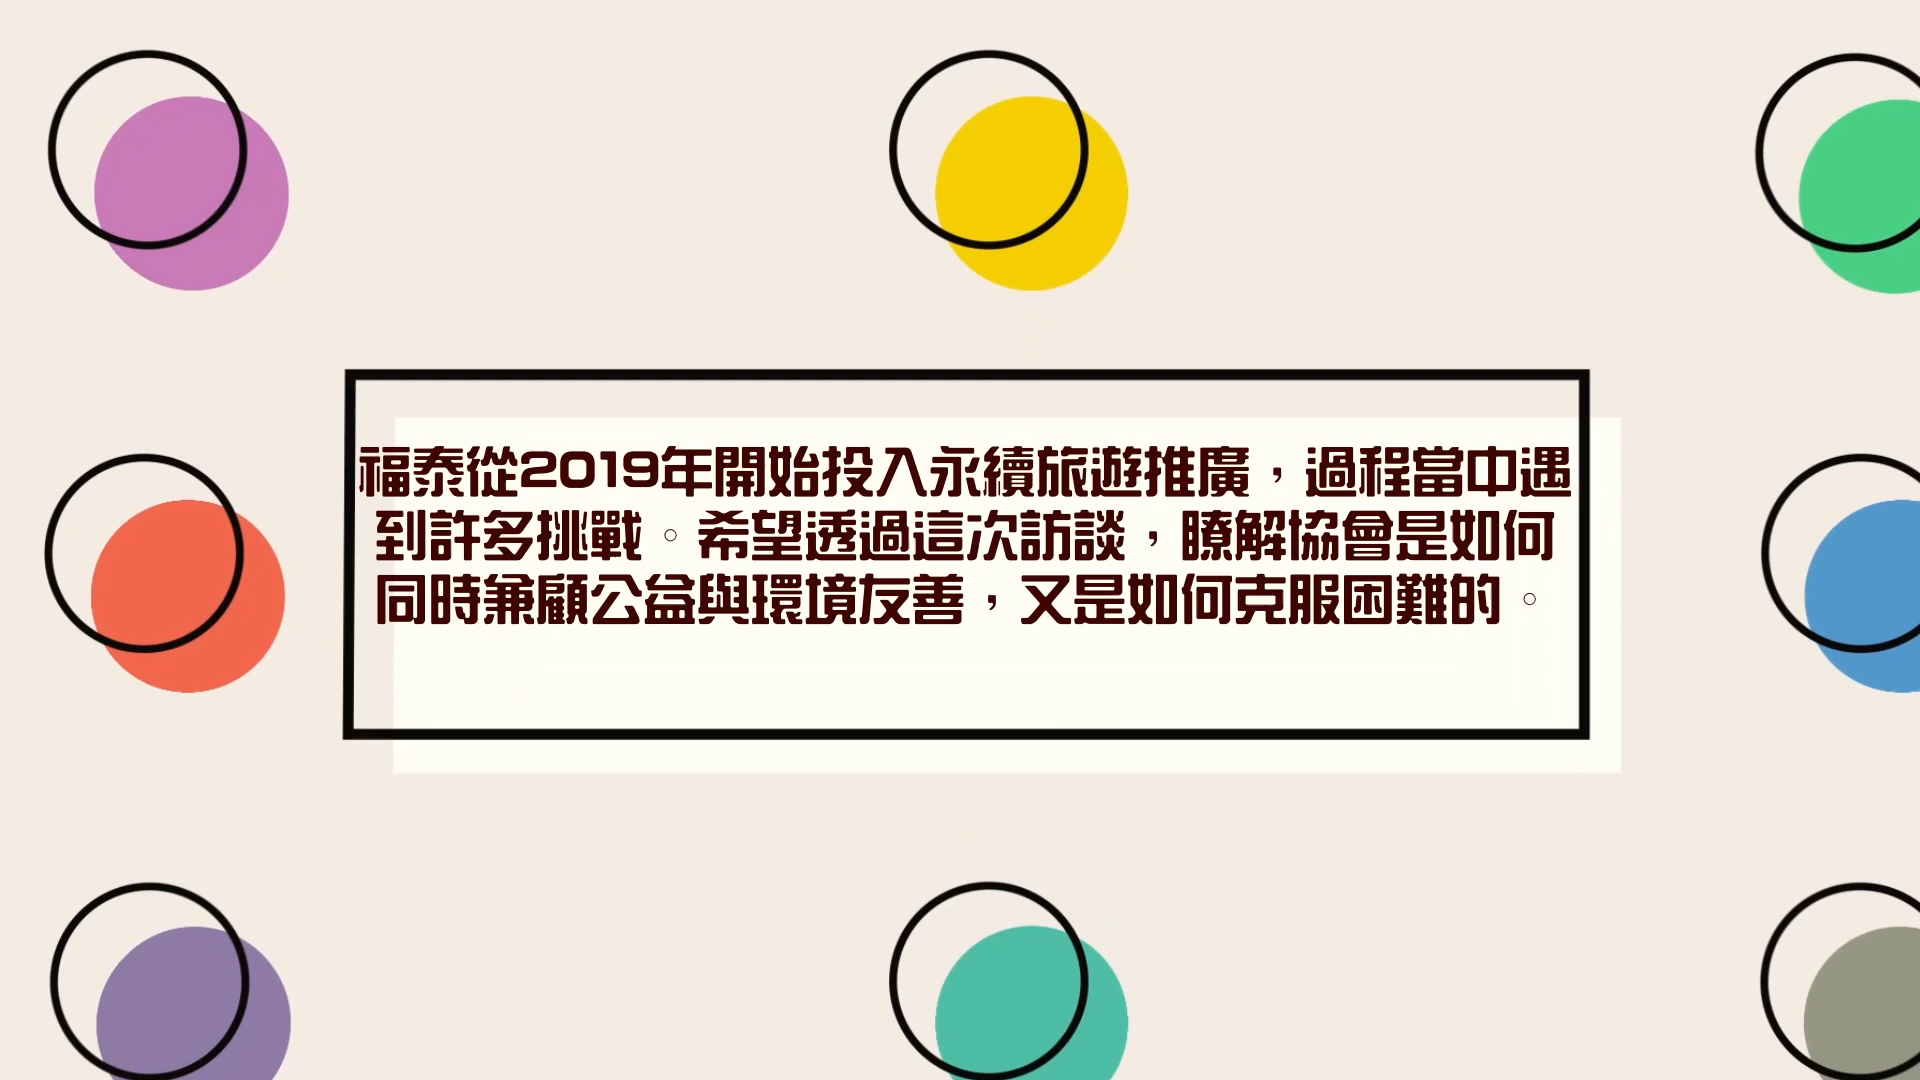 福泰從2019年開始投入永續旅遊推廣，過程當中遇
到許多挑戰。希望透過這次訪談，瞭解協會是如何
同時兼顧公益與環境友善，又是如何克服困難的。